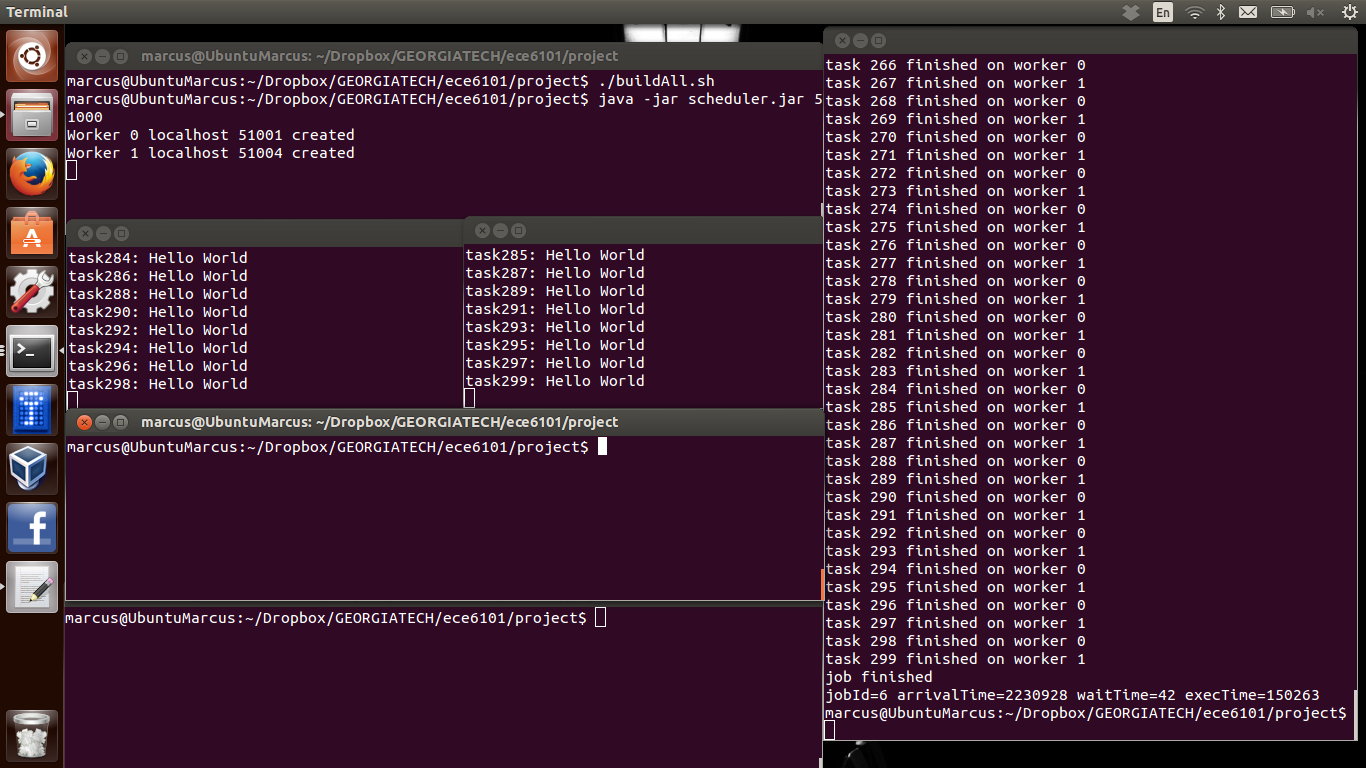 Terminal
En
marcus@UbuntuMarcus: ~/Dropbox/GEORGIATECH/ece6101/project
marcus@UbuntuMarcus:~/Dropbox/GEORGIATECH/ece6101/project$ ./buildAll.sh
marcus@UbuntuMarcus:~/Dropbox/GEORGIATECH/ece6101/project$ java -jar scheduler.jar 5
1000
Worker 0 localhost 51001 created
Worker 1 localhost 51004 created
task284: Hello World
task286: Hello World
task288: Hello World
task290: Hello World
task292: Hello World
task294: Hello World
task296: Hello World
task298: Hello World
task285: Hello World
task287: Hello World
task289: Hello World
task291: Hello World
task293: Hello World
task295: Hello World
task297: Hello World
task299: Hello World
marcus@UbuntuMarcus: ~/Dropbox/GEORGIATECH/ece6101/project
marcus@UbuntuMarcus:~/Dropbox/GEORGIATECH/ece6101/project$
marcus@UbuntuMarcus:~/Dropbox/GEORGIATECH/ece6101/project$
task 266 finished on worker 0
task 267 finished on worker 1
task 268 finished on worker 0
task 269 finished on worker 1
task 270 finished on worker 0
task 271 finished on worker 1
task 272 finished on worker 0
task 273 finished on worker 1
task 274 finished on worker 0
task 275 finished on worker 1
task 276 finished on worker 0
task 277 finished on worker 1
task 278 finished on worker 0
task 279 finished on worker 1
task 280 finished on worker 0
task 281 finished on worker 1
task 282 finished on worker 0
task 283 finished on worker 1
task 284 finished on worker 0
task 285 finished on worker 1
task 286 finished on worker 0
task 287 finished on worker 1
task 288 finished on worker 0
task 289 finished on worker 1
task 290 finished on worker 0
task 291 finished on worker 1
task 292 finished on worker 0
task 293 finished on worker 1
task 294 finished on worker 0
task 295 finished on worker 1
task 296 finished on worker 0
task 297 finished on worker 1
task 298 finished on worker 0
task 299 finished on worker 1
job finished
jobId=6 arrivalTime=2230928 waitTime=42 execTime=150263
marcus@UbuntuMarcus:~/Dropbox/GEORGIATECH/ece6101/project$